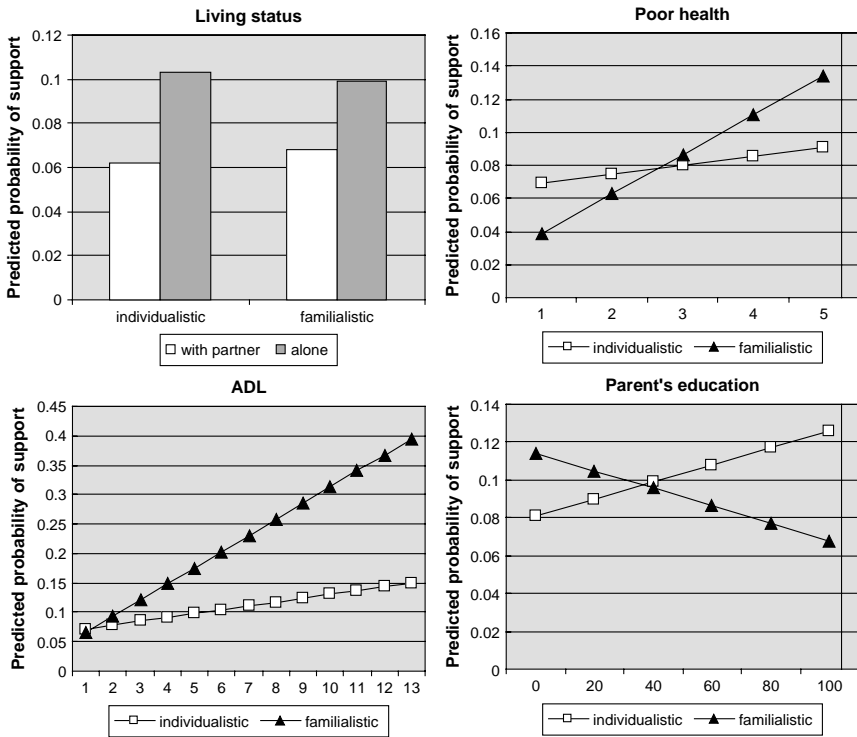 Living status
Predicted probability of support
0.12
0.1
0.08
0.06
0.04
0.02
0
individualistic familialistic
with partner alone
Poor health
Predicted probability of support
0.16
0.14
0.12
0.1
0.08
0.06
0.04
0.02
0
1 2 3 4 5
individualistic familialistic
ADL
Predicted probability of support
0.45
0.4
0.35
0.3
0.25
0.2
0.15
0.1
0.05
0
1 2 3 4 5 6 7 8 9 10 11 12 13
individualistic familialistic
Parent's education
Predicted probability of support
0.14
0.12
0.1
0.08
0.06
0.04
0.02
0
0 20 40 60 80 100
individualistic familialistic